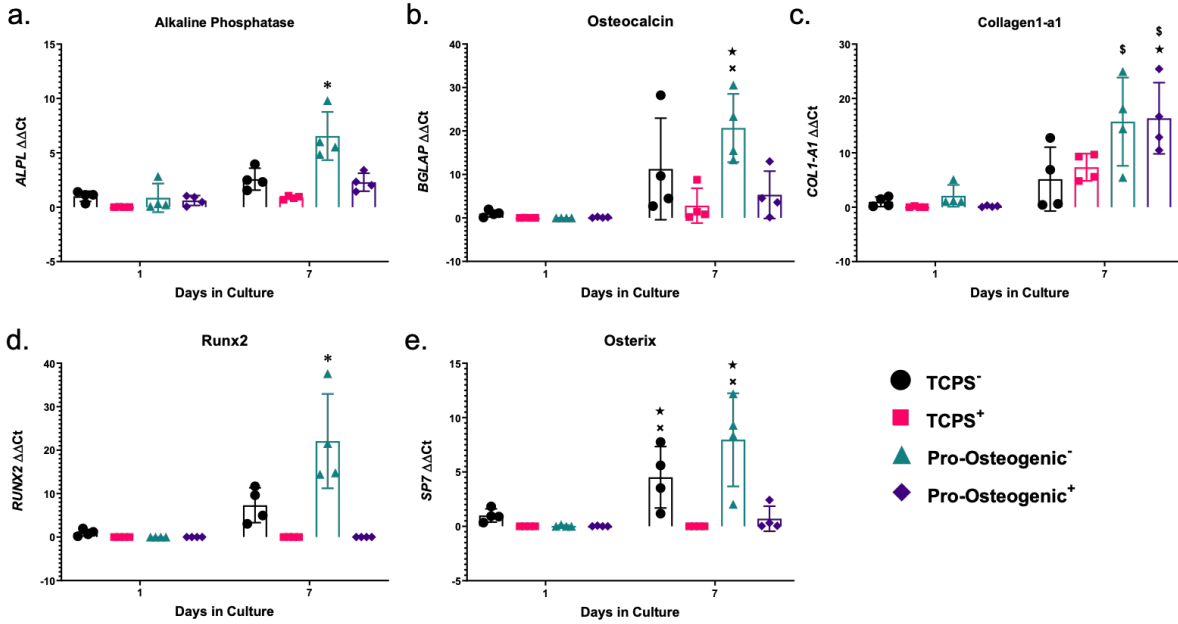 a.
Alkaline Phosphatase
ALPL ΔΔCt
15
10
5
0
-5
*
1
7
Days in Culture
b.
Osteocalcin
BGLAP ΔΔCt
40
30
20
10
0
-10
★
×
1
7
Days in Culture
c.
Collagen1-a1
COL1-A1 ΔΔCt
30
20
10
0
-10
$
$
★
1
7
Days in Culture
d.
Runx2
RUNX2 ΔΔCt
40
30
20
10
0
-10
*
1
7
Days in Culture
e.
Osterix
SP7 ΔΔCt
15
10
5
0
-5
★
×
★
×
1
7
Days in Culture
TCPS⁻
TCPS⁺
Pro-Osteogenic⁻
Pro-Osteogenic⁺